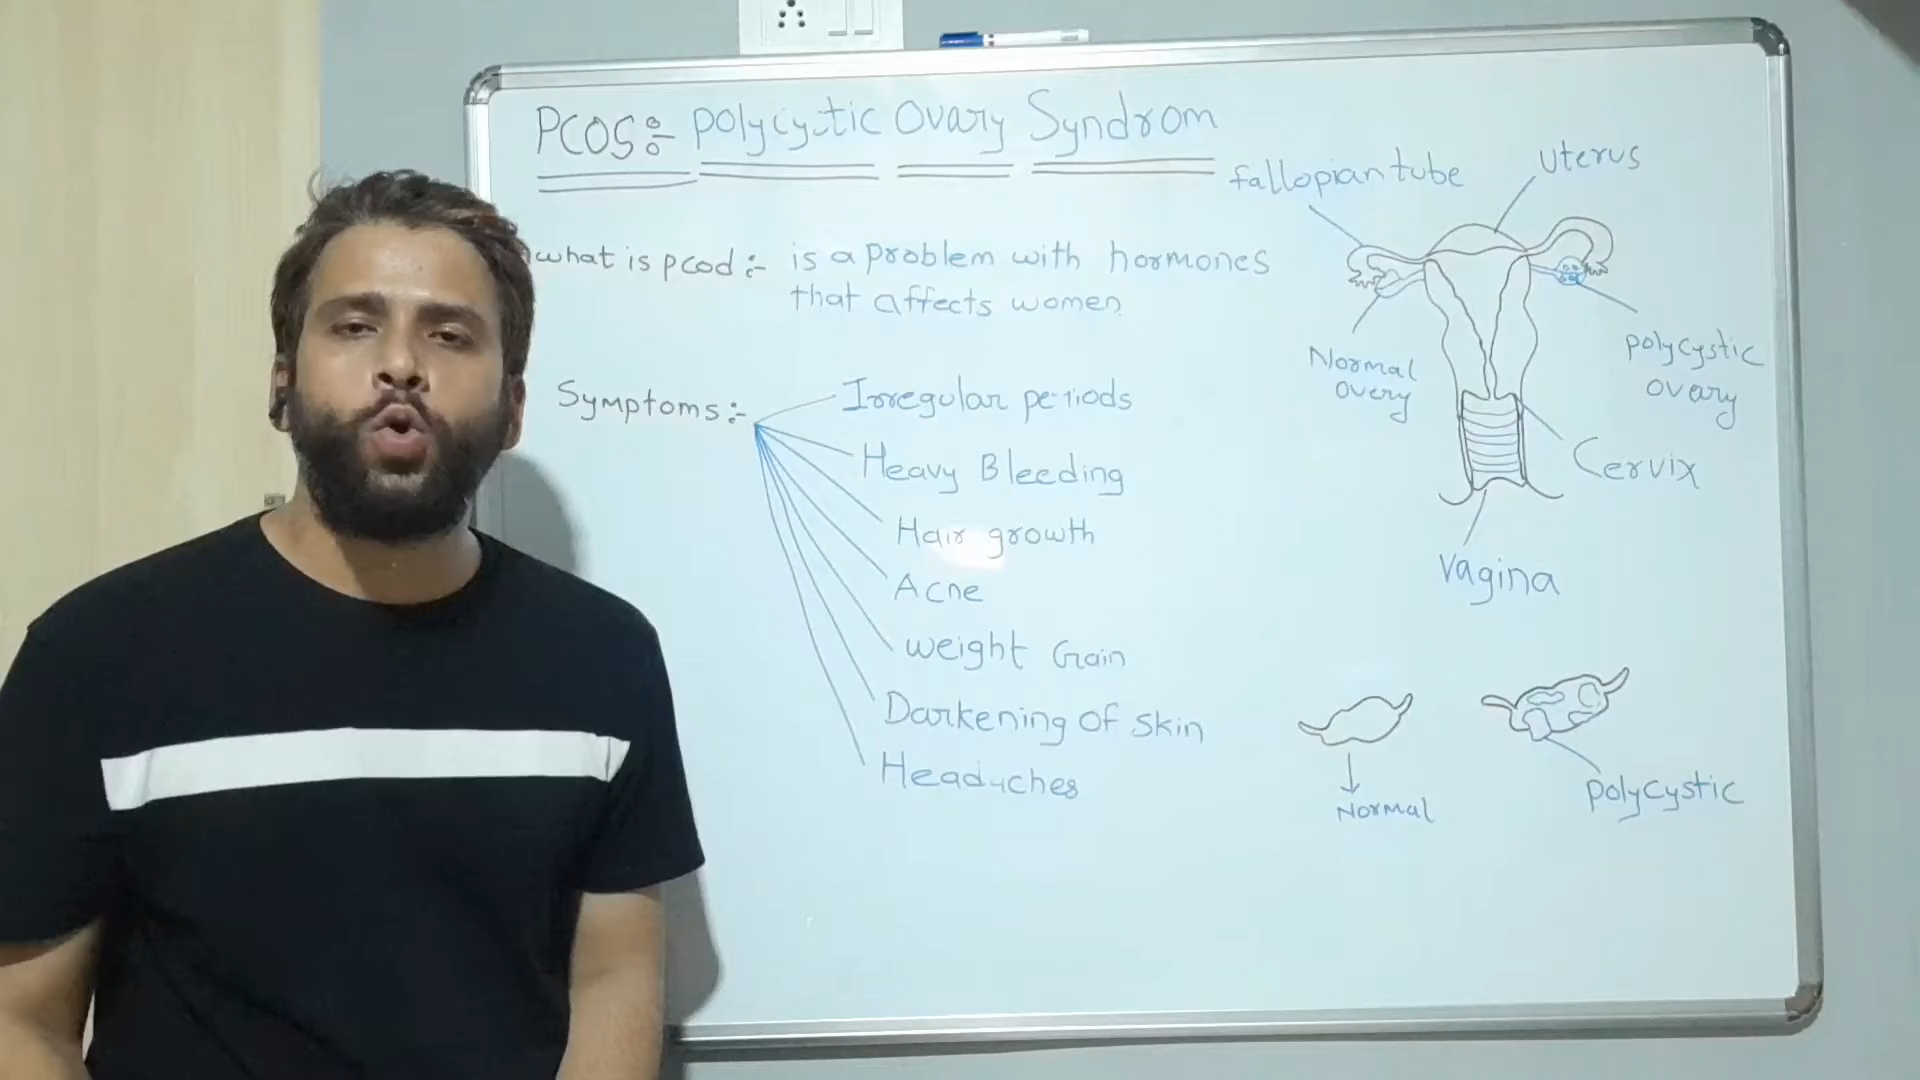 PCOS:- polycystic Ovary Syndrom
what is pcod :- is a problem with hormones
that affects women
Symptoms:-
Irregular periods
Heavy Bleeding
Hair growth
Acne
weight Gain
Darkening Of Skin
Headaches
fallopian tube
uterus
Normal
overy
polycystic
ovary
Cervix
vagina
Normal
polycystic